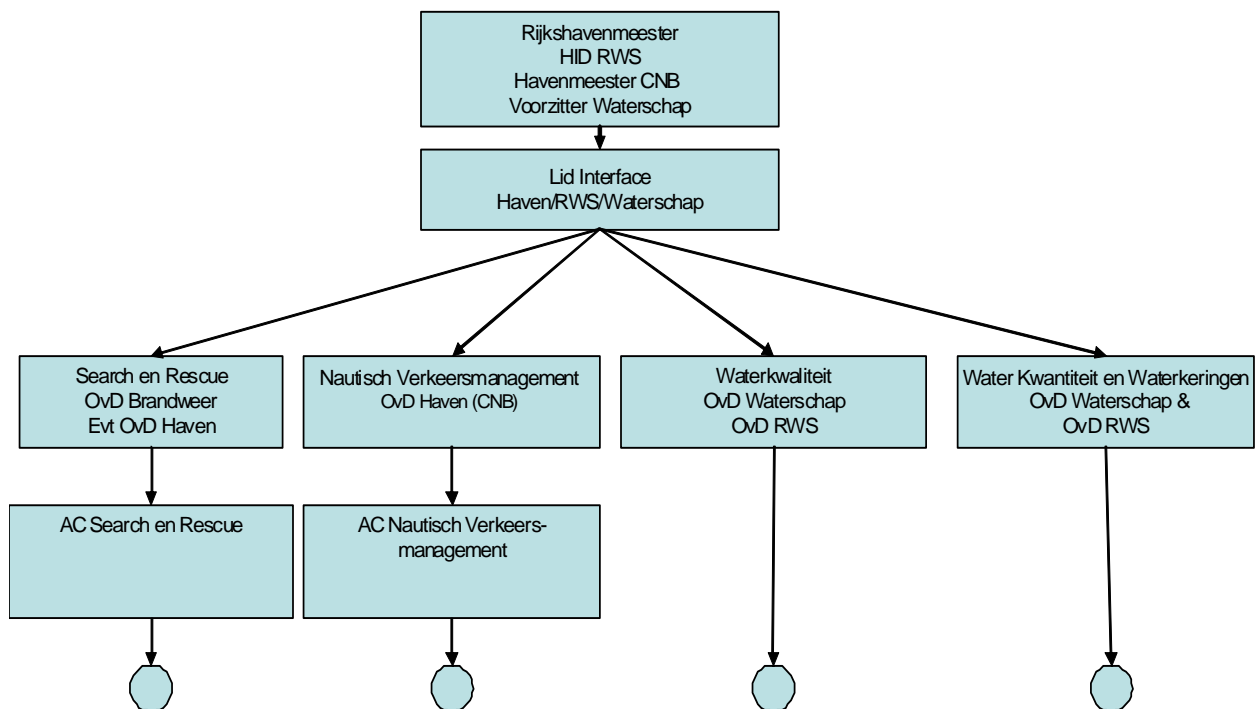 Rijkshavenmeester
HID RWS
Havenmeester CNB
Voorzitter Waterschap
Lid Interface
Haven/RWS/Waterschap
Search en Rescue
OvD Brandweer
Evt OvD Haven
Nautisch Verkeersmanagement
OvD Haven (CNB)
Waterkwaliteit
OvD Waterschap
OvD RWS
Water Kwantiteit en Waterkeringen
OvD Waterschap &
OvD RWS
AC Search en Rescue
AC Nautisch Verkeers-
management